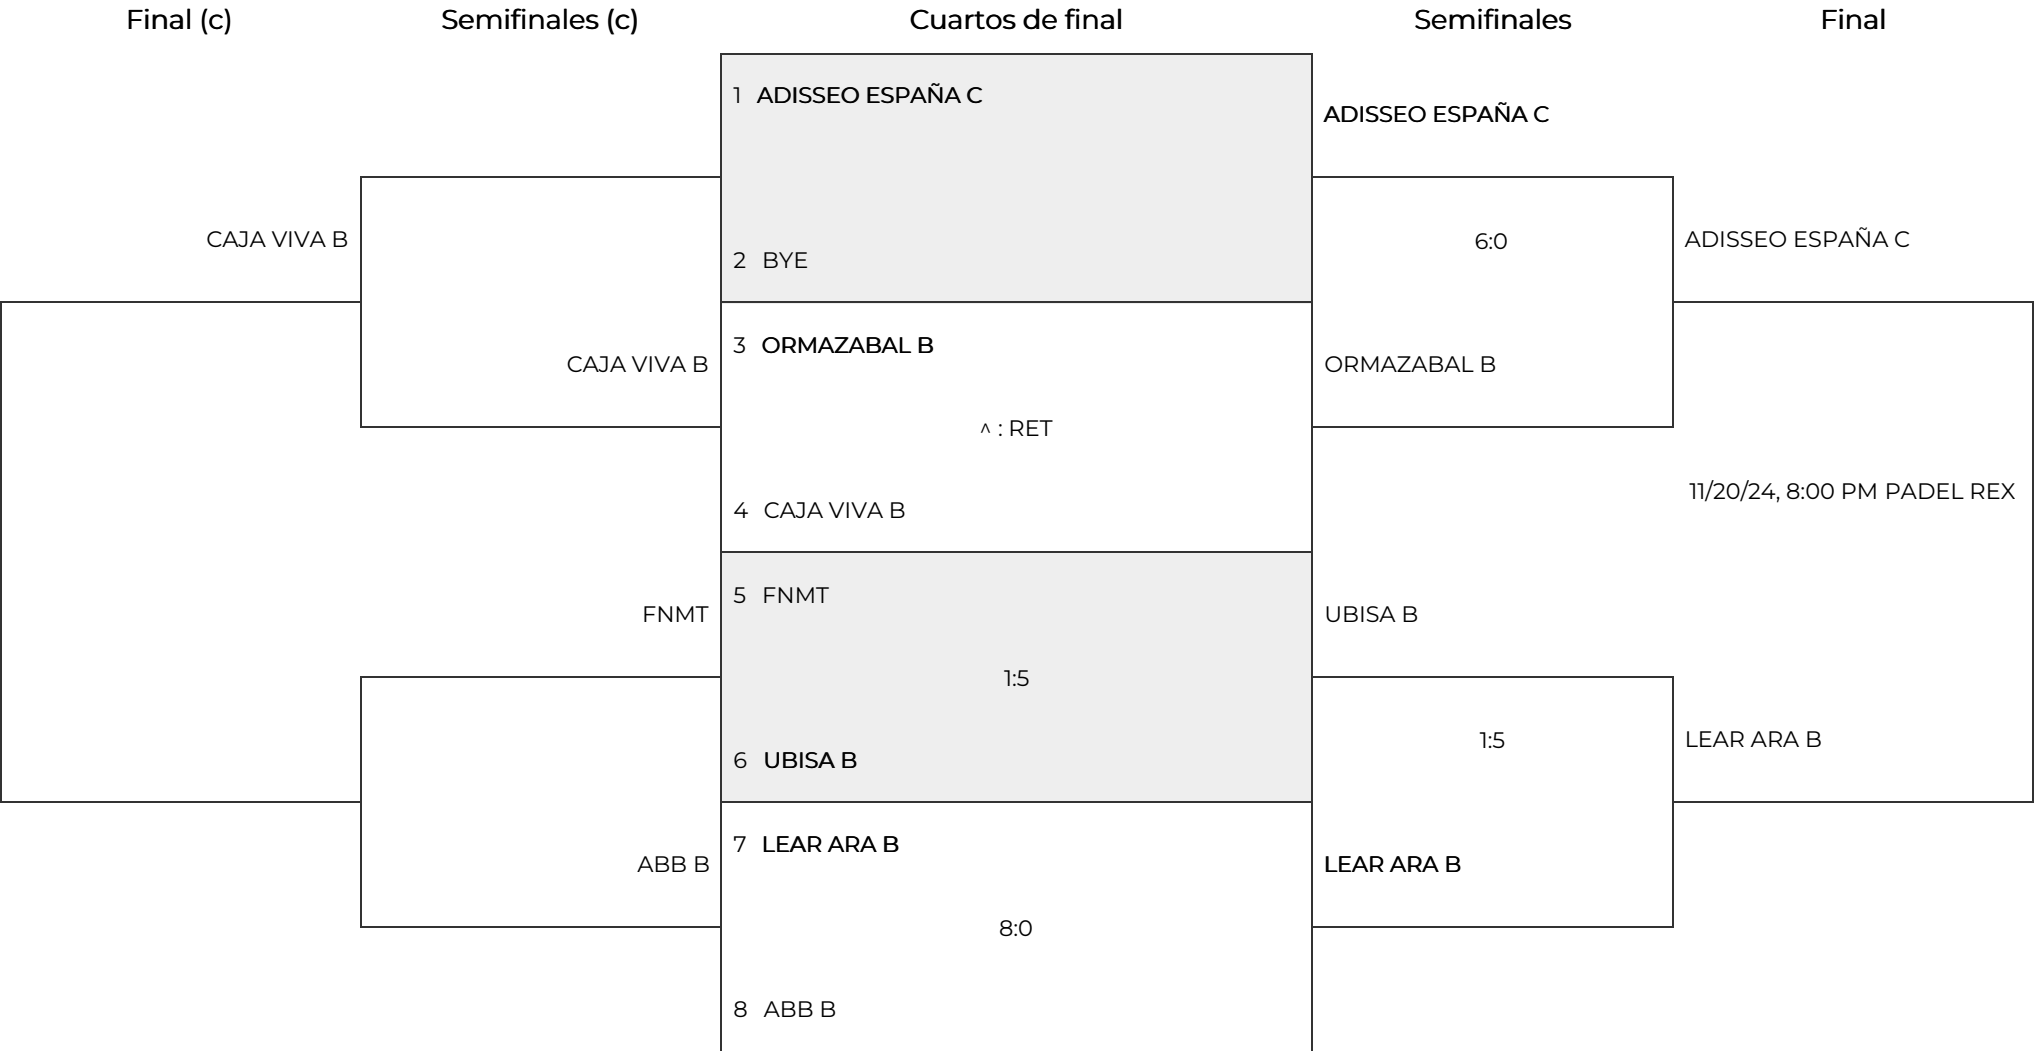 Final (c) Semifinales (c) Cuartos de final Semifinales Final
1 ADISSEO ESPAÑA C
ADISSEO ESPAÑA C
CAJA VIVA B
6:0
ADISSEO ESPAÑA C
2 BYE
3 ORMAZABAL B
CAJA VIVA B
ORMAZABAL B
^ : RET
11/20/24, 8:00 PM PADEL REX
4 CAJA VIVA B
5 FNMT
FNMT
UBISA B
1:5
1:5
LEAR ARA B
6 UBISA B
7 LEAR ARA B
ABB B
LEAR ARA B
8:0
8 ABB B